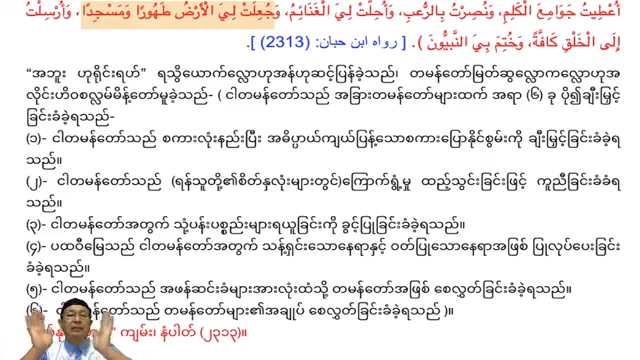 أُعْطِيتُ جَوَامِعَ الْكَلِمِ، وَنُصِرْتُ بِالرُّعْبِ، وَأُحِلَّتْ لِيَ الْغَنَائِمُ، وَجُعِلَتْ لِيَ الْأَرْضُ طَهُورًا وَمَسْجِدًا، وَأُرْسِلْتُ
إِلَى الْخَلْقِ كَافَّةً، وَخُتِمَ بِيَ النَّبِيُّونَ ). [ رواه ابن حبان: (2313) ].
“အဘူး ဟုရိုင်းရဟ်” ရသွိယောက်လ္လောဟုအန်ဟုဆင့်ပြန်ခဲ့သည်၊ တမန်တော်မြတ်ဆွလ္လောကလ္လောဟုအ
လိုင်းဟိဝစလ္လမ်မိန့်တော်မူခဲ့သည်- ( ငါတမန်တော်သည် အခြားတမန်တော်များထက် အရာ (၆) ခု ပို၍ချီးမြှင့်
ခြင်းခံခဲ့ရသည်-
(၁)- ငါတမန်တော်သည် စကားလုံးနည်းပြီး အဓိပ္ပာယ်ကျယ်ပြန့်သောစကားပြောနိုင်စွမ်းကို ချီးမြှင့်ခြင်းခံခဲ့ရ
သည်။
(၂)- ငါတမန်တော်သည် (ရန်သူတို့၏စိတ်နှလုံးများတွင်)ကြောက်ရွံ့မှု ထည့်သွင်းခြင်းဖြင့် ကူညီခြင်းခံခံရ
သည်။
(၃)- ငါတမန်တော်အတွက် သုံ့ပန်းပစ္စည်းများရယူခြင်းကို ခွင့်ပြုခြင်းခံခဲ့ရသည်။
(၄)- ပထဝီမြေသည် ငါတမန်တော်အတွက် သန့်ရှင်းသောနေရာနှင့် ဝတ်ပြုသောနေရာအဖြစ် ပြုလုပ်ပေးခြင်း
ခံခဲ့ရသည်။
(၅)- ငါတမန်တော်သည် အဖန်ဆင်းခံများအားလုံးထံသို့ တမန်တော်အဖြစ် စေလွှတ်ခြင်းခံခဲ့ရသည်။
(၆)- ငါတမန်တော်သည် တမန်တော်များ၏အချုပ် စေလွှတ်ခြင်းခံခဲ့ရသည် )။
ကျမ်း၊ နံပါတ် (၂၃၁၃)။